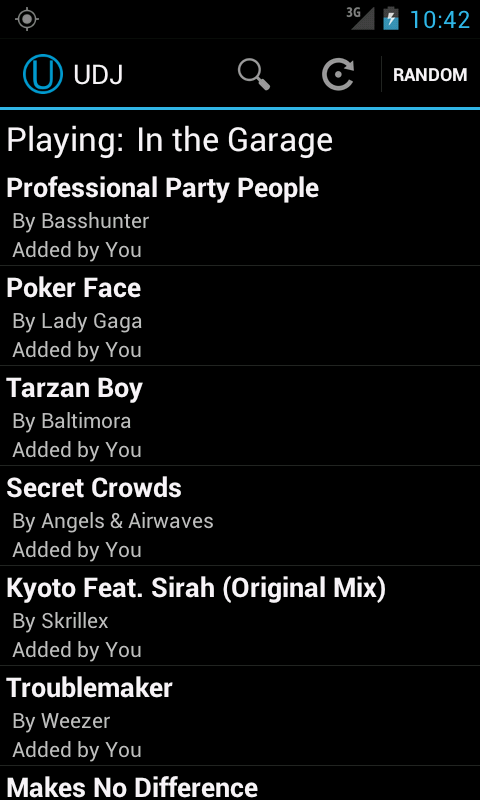 3G 10:42
U UDJ RANDOM
Playing: In the Garage
Professional Party People
By Basshunter
Added by You
Poker Face
By Lady Gaga
Added by You
Tarzan Boy
By Baltimora
Added by You
Secret Crowds
By Angels & Airwaves
Added by You
Kyoto Feat. Sirah (Original Mix)
By Skrillex
Added by You
Troublemaker
By Weezer
Added by You
Makes No Difference